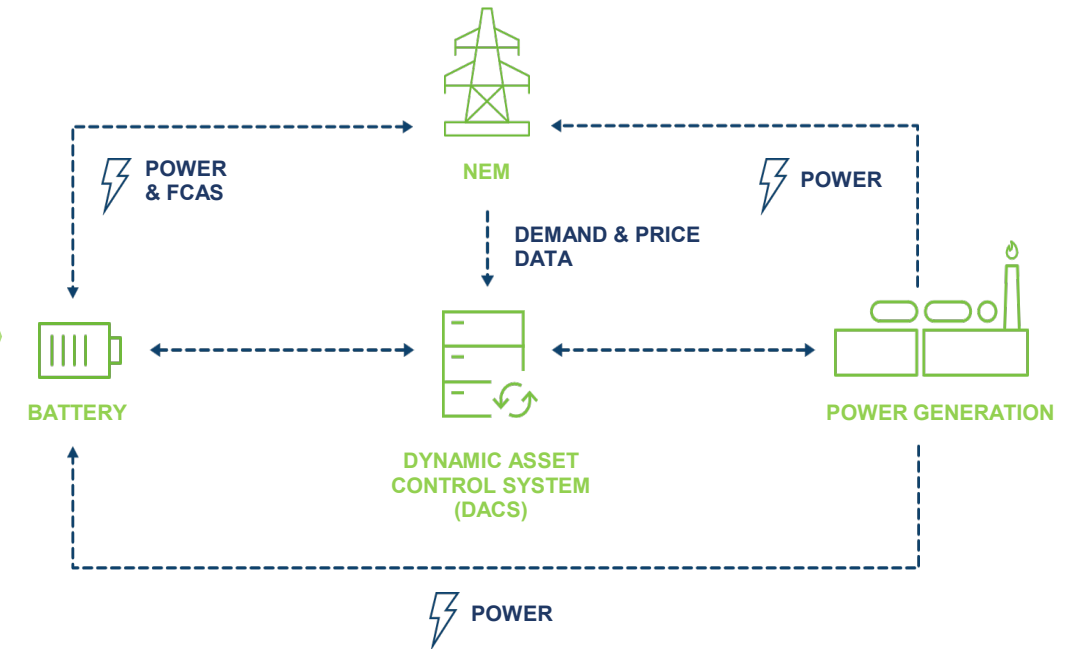 NEM
POWER
& FCAS
POWER
DEMAND & PRICE
DATA
BATTERY
POWER GENERATION
DYNAMIC ASSET
CONTROL SYSTEM
(DACS)
POWER